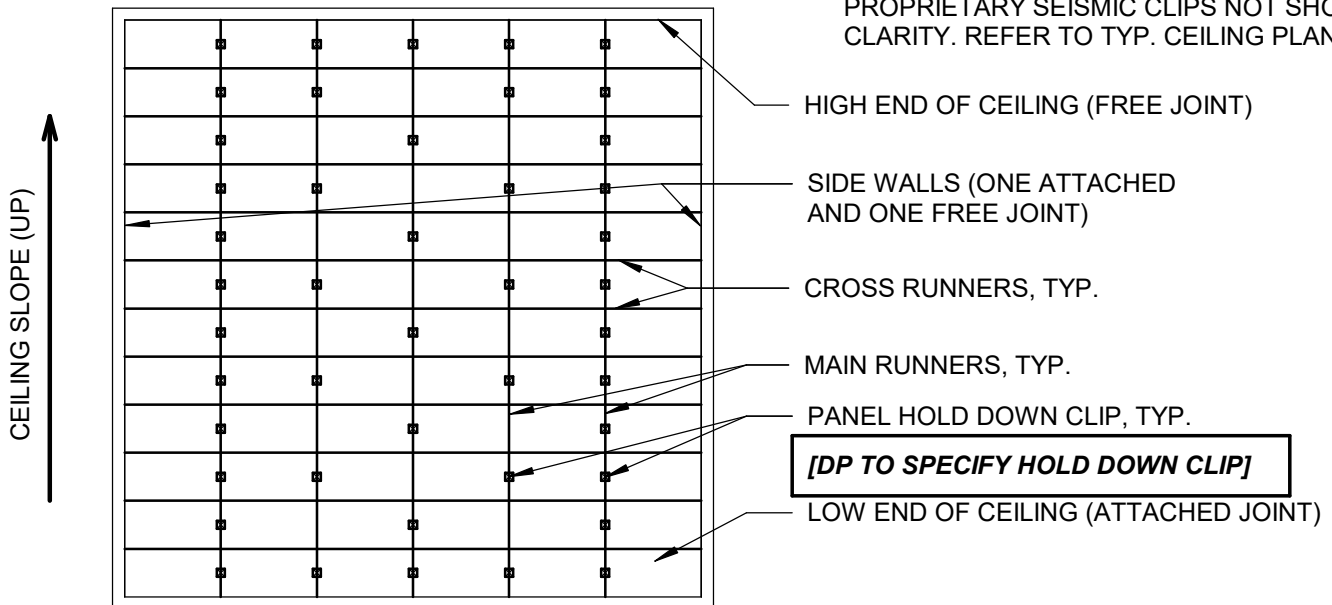 PROPRIETARY SEISMIC CLIPS NOT
CLARITY. REFER TO TYP. CEILING PLAN
HIGH END OF CEILING (FREE JOINT)
SIDE WALLS (ONE ATTACHED
AND ONE FREE JOINT)
CEILING SLOPE (UP)
CROSS RUNNERS, TYP.
MAIN RUNNERS, TYP.
PANEL HOLD DOWN CLIP, TYP.
[DP TO SPECIFY HOLD DOWN CLIP]
LOW END OF CEILING (ATTACHED JOINT)